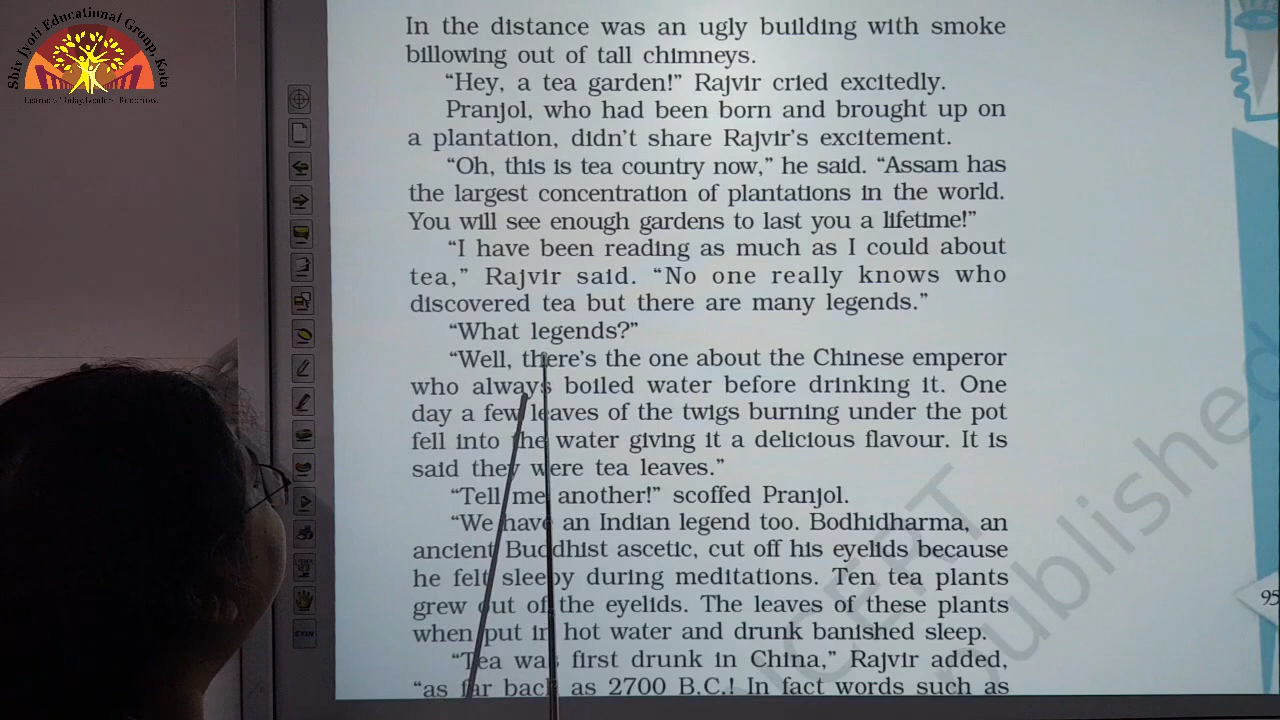 Shiv Jyoti Educational Group, Kota
In the distance was an ugly building with smoke
billowing out of tall chimneys.
“Hey, a tea garden!” Rajvir cried excitedly.
Pranjol, who had been born and brought up on
a plantation, didn’t share Rajvir’s excitement.
“Oh, this is tea country now,” he said. “Assam has
the largest concentration of plantations in the world.
You will see enough gardens to last you a lifetime!”
“I have been reading as much as I could about
tea,” Rajvir said. “No one really knows who
discovered tea but there are many legends.”
“What legends?”
“Well, there’s the one about the Chinese emperor
who always boiled water before drinking it. One
day a few leaves of the twigs burning under the pot
fell into the water giving it a delicious flavour. It is
said they were tea leaves.”
“Tell me another!” scoffed Pranjol.
“We have an Indian legend too. Bodhidharma, an
ancient Buddhist ascetic, cut off his eyelids because
he felt sleepy during meditations. Ten tea plants
grew out of the eyelids. The leaves of these plants
when put in hot water and drunk banished sleep.
“Tea was first drunk in China,” Rajvir added,
“as far back as 2700 B.C.! In fact words such as
95
published